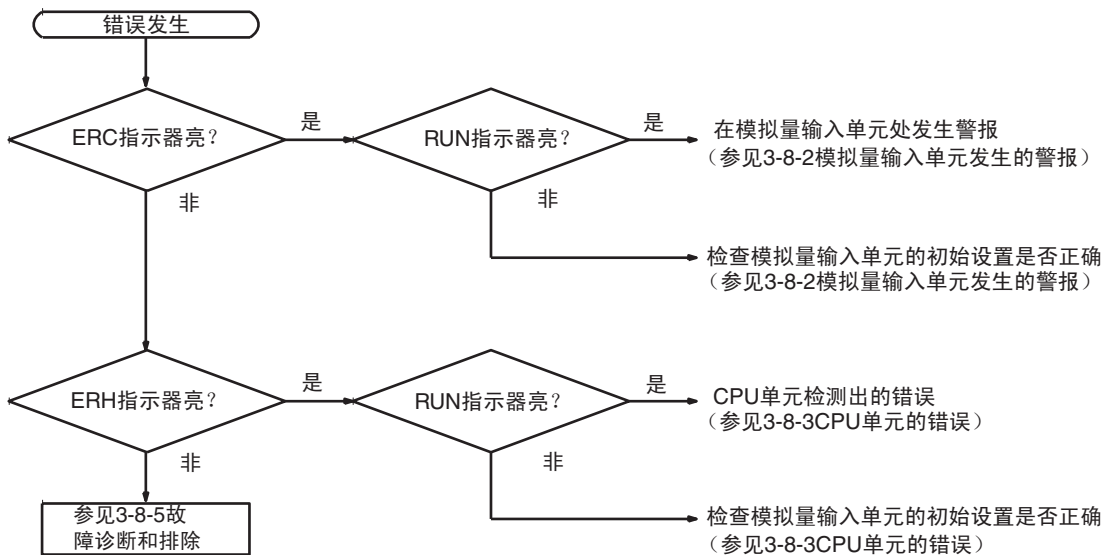 错误发生
ERC指示器亮？
是
RUN指示器亮？
是
在模拟量输入单元处发生警报
（参见3-8-2模拟量输入单元发生的警报）
非
非
检查模拟量输入单元的初始设置是否正确
（参见3-8-2模拟量输入单元发生的警报）
ERH指示器亮？
是
RUN指示器亮？
是
CPU单元检测出的错误
（参见3-8-3CPU单元的错误）
非
非
参见3-8-5故
障诊断和排除
检查模拟量输入单元的初始设置是否正确
（参见3-8-3CPU单元的错误）